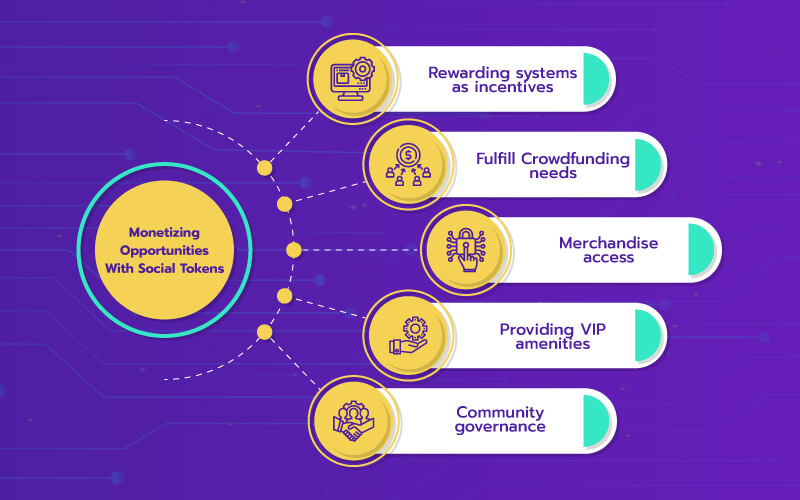 Monetizing
Opportunities
With Social Tokens
Rewarding systems
as incentives
Fulfill Crowdfunding
needs
Merchandise
access
Providing VIP
amenities
Community
governance